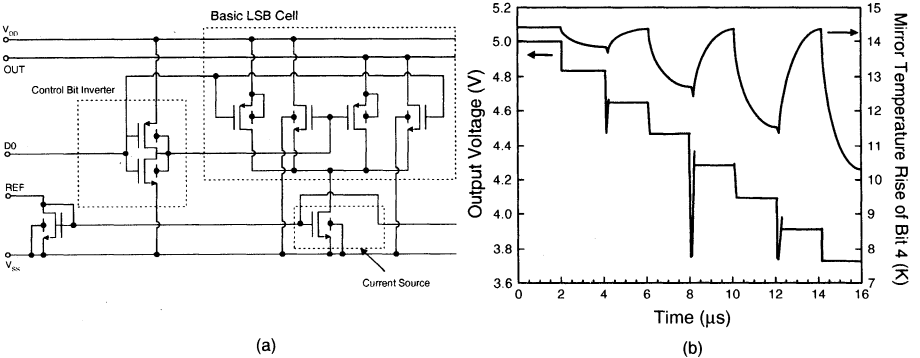 Basic LSB Cell
V_DD
OUT
Control Bit Inverter
D0
REF
V_SS
Current Source
(a)
Output Voltage (V)
5.2
5.0
4.8
4.6
4.4
4.2
4.0
3.8
3.6
0 2 4 6 8 10 12 14 16
Time (μs)
15
14
13
12
11
10
9
8
7
Mirror Temperature Rise of Bit 4 (K)
(b)